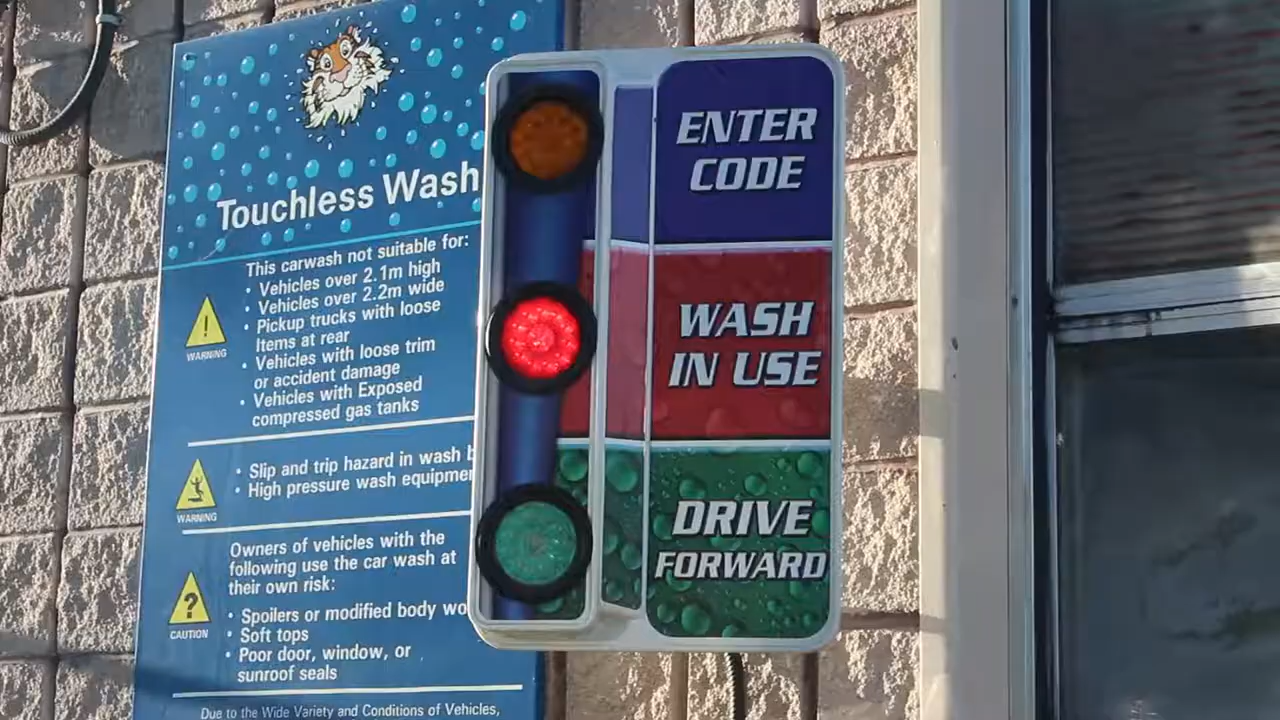 Touchless Wash
This carwash not suitable for:
• Vehicles over 2.1m high
• Vehicles over 2.2m wide
• Pickup trucks with loose
Items at rear
• Vehicles with loose trim
or accident damage
• Vehicles with Exposed
compressed gas tanks
WARNING
• Slip and trip hazard in wash
• High pressure wash
WARNING
Owners of vehicles with the
following use the car wash at
their own risk:
• Spoilers or modified body
• Soft tops
• Poor door, window, or
sunroof seals
CAUTION
Due to the Wide Variety and Conditions of Vehicles,
ENTER
CODE
WASH
IN USE
DRIVE
FORWARD